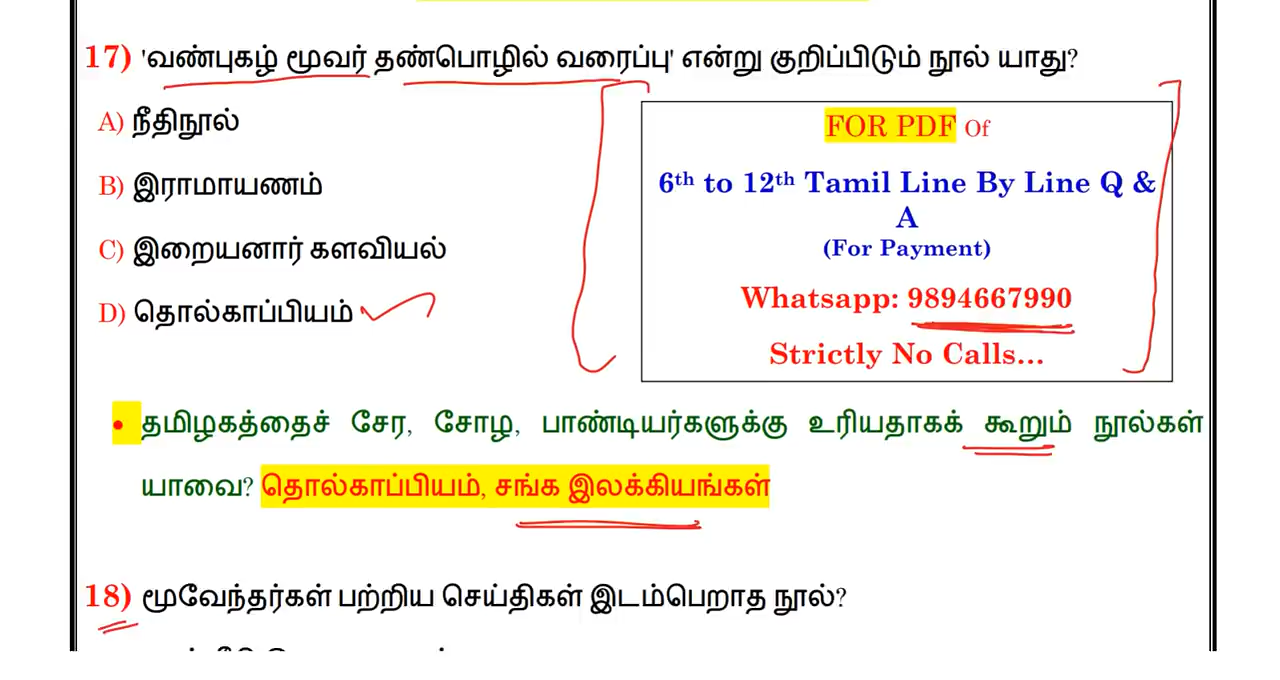 17) 'வண்புகழ் மூவர் தண்பொழில் வரைப்பு' என்று குறிப்பிடும் நூல் யாது?
A) நீதிநூல்
B) இராமாயணம்
C) இறையனார் களவியல்
D) தொல்காப்பியம்
FOR PDF Of
6th to 12th Tamil Line By Line Q &
A
(For Payment)
Whatsapp: 9894667990
Strictly No Calls...
• தமிழகத்தைச் சேர, சோழ, பாண்டியர்களுக்கு உரியதாகக் கூறும் நூல்கள்
யாவை? தொல்காப்பியம், சங்க இலக்கியங்கள்
18) மூவேந்தர்கள் பற்றிய செய்திகள் இடம்பெறாத நூல்?